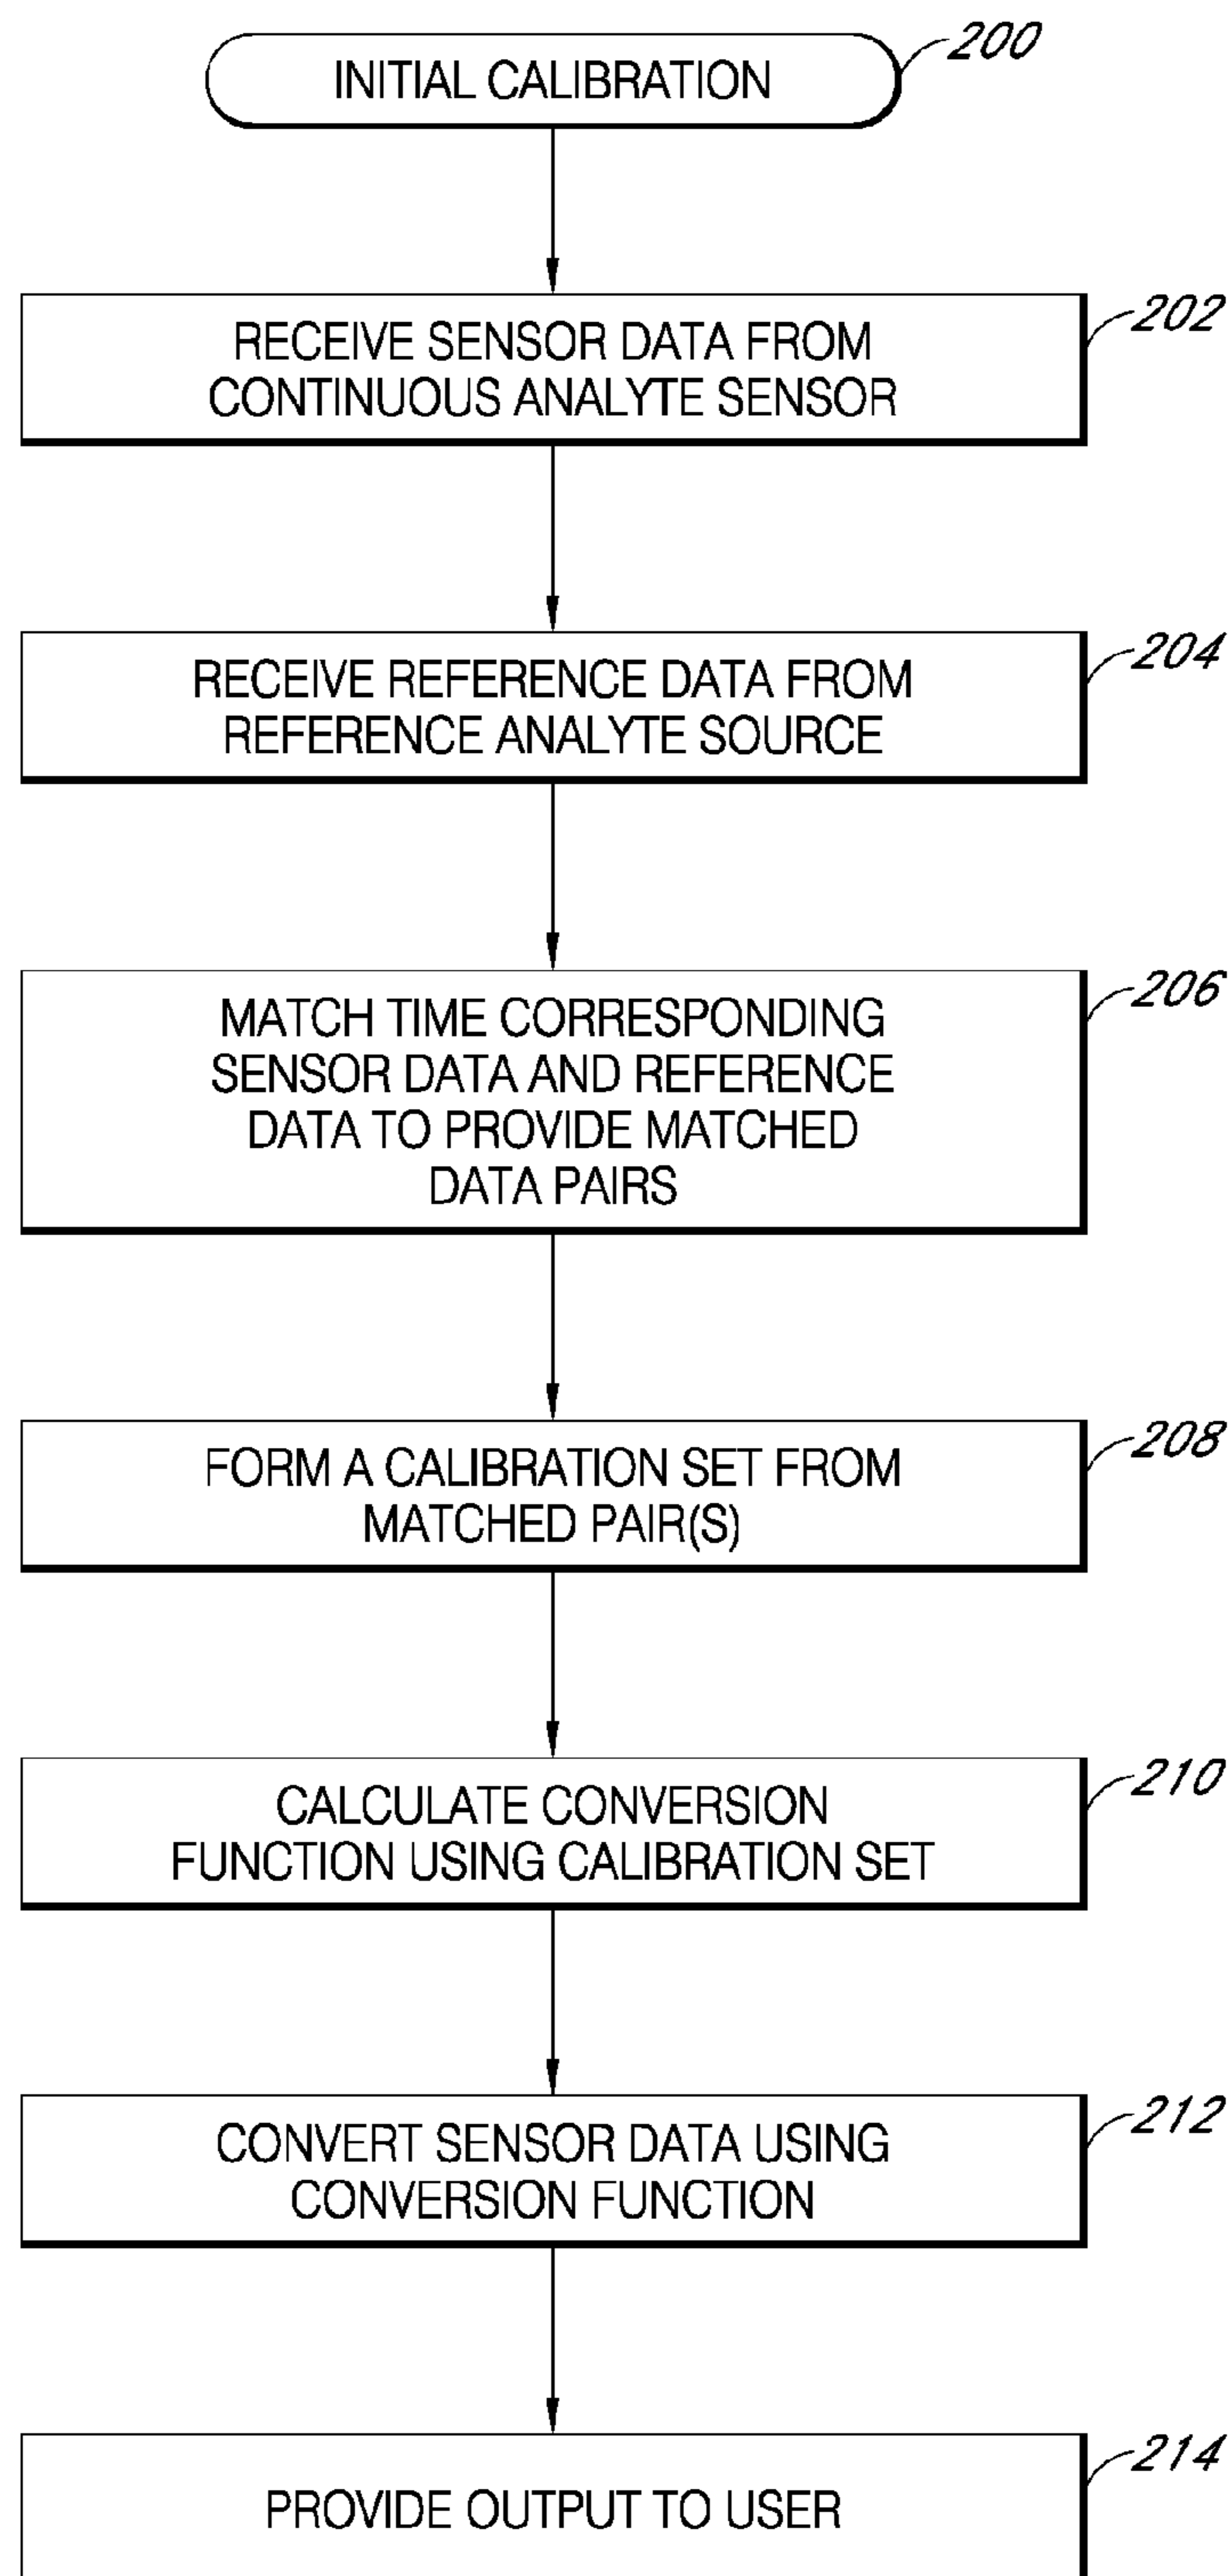 INITIAL CALIBRATION
200
RECEIVE SENSOR DATA FROM
CONTINUOUS ANALYTE SENSOR
202
RECEIVE REFERENCE DATA FROM
REFERENCE ANALYTE SOURCE
204
MATCH TIME CORRESPONDING
SENSOR DATA AND REFERENCE
DATA TO PROVIDE MATCHED
DATA PAIRS
206
FORM A CALIBRATION SET FROM
MATCHED PAIR(S)
208
CALCULATE CONVERSION
FUNCTION USING CALIBRATION SET
210
CONVERT SENSOR DATA USING
CONVERSION FUNCTION
212
PROVIDE OUTPUT TO USER
214